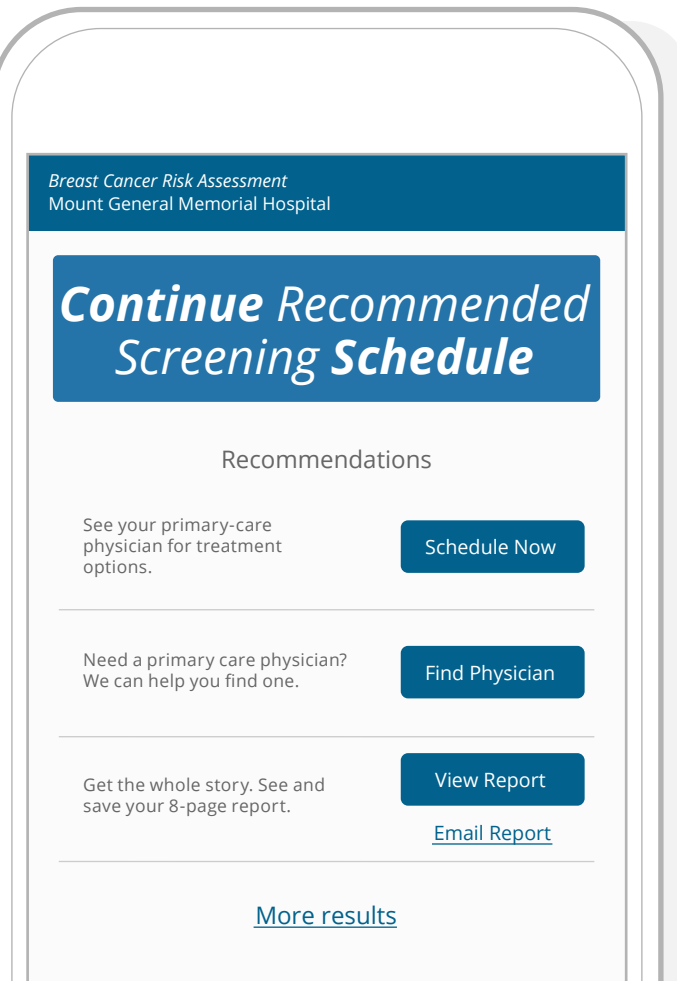 Breast Cancer Risk Assessment
Mount General Memorial Hospital
Continue Recommended
Screening Schedule
Recommendations
See your primary-care
physician for treatment
options.
Schedule Now
Need a primary care physician?
We can help you find one.
Find Physician
Get the whole story. See and
save your 8-page report.
View Report
Email Report
More results